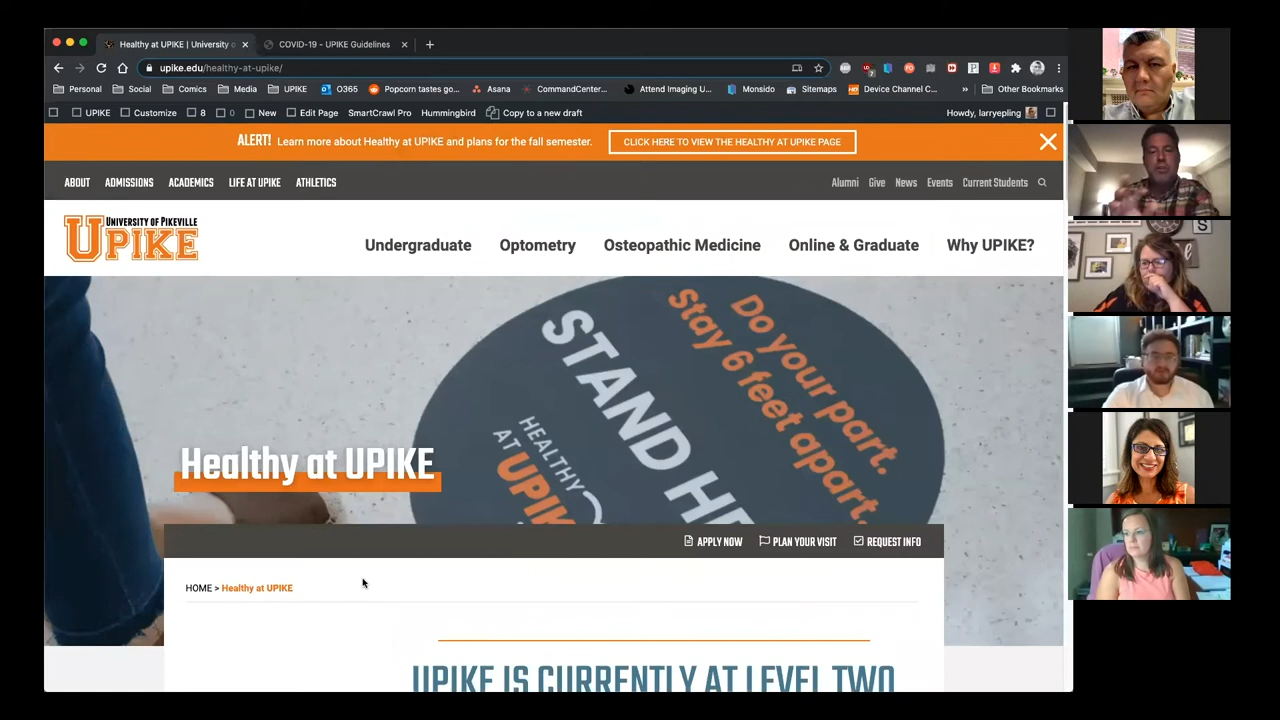 Healthy at UPIKE | University o
COVID-19 - UPIKE Guidelines
upike.edu/healthy-at-upike/
Personal
Social
Comics
Media
UPIKE
O365
Popcorn tastes go...
Asana
CommandCenter...
Attend Imaging U...
Monsido
Sitemaps
Device Channel C...
»
Other Bookmarks
UPIKE
Customize
8
0
New
Edit Page
SmartCrawl Pro
Hummingbird
Copy to a new draft
Howdy, larryepling
ALERT! Learn more about Healthy at UPIKE and plans for the fall semester.
CLICK HERE TO VIEW THE HEALTHY AT UPIKE PAGE
ABOUT
ADMISSIONS
ACADEMICS
LIFE AT UPIKE
ATHLETICS
Alumni
Give
News
Events
Current Students
UNIVERSITY OF PIKEVILLE
UPIKE
Undergraduate
Optometry
Osteopathic Medicine
Online & Graduate
Why UPIKE?
Do your part.
Stay 6 feet apart.
STAND HE
HEALTHY
AT UPIK
Healthy at UPIKE
APPLY NOW
PLAN YOUR VISIT
REQUEST INFO
HOME > Healthy at UPIKE
UPIKE IS CURRENTLY AT LEVEL TWO